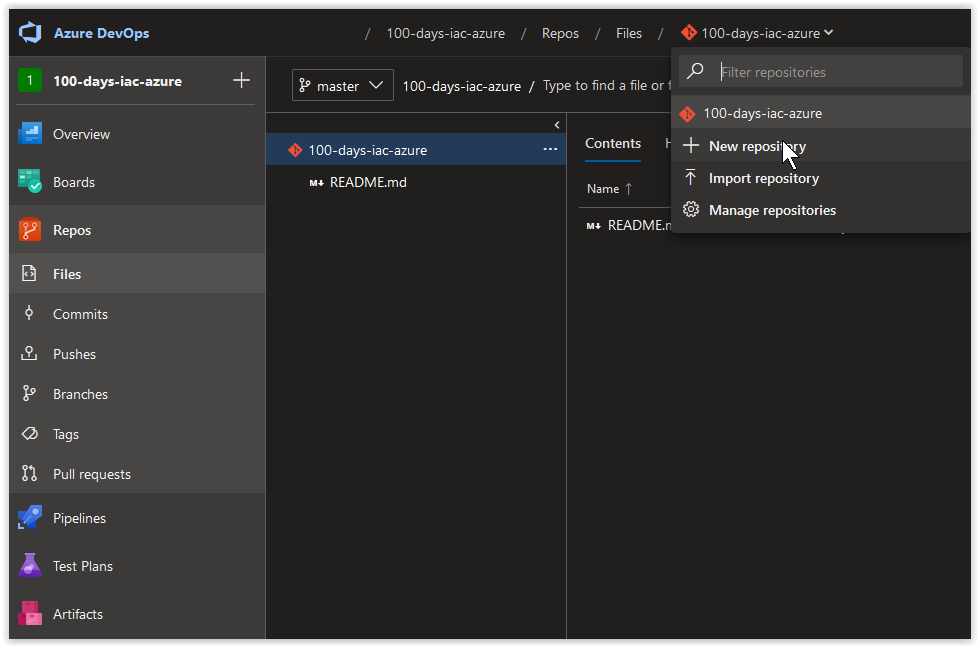 Azure DevOps / 100-days-iac-azure / Repos / Files / 100-days-iac-azure
1 100-days-iac-azure +
Overview
Boards
Repos
Files
Commits
Pushes
Branches
Tags
Pull requests
Pipelines
Test Plans
Artifacts
master 100-days-iac-azure / Type to find a file or f
100-days-iac-azure ...
M↓ README.md
Contents
Name ↑
M↓ README.m
Filter repositories
100-days-iac-azure
New repository
Import repository
Manage repositories